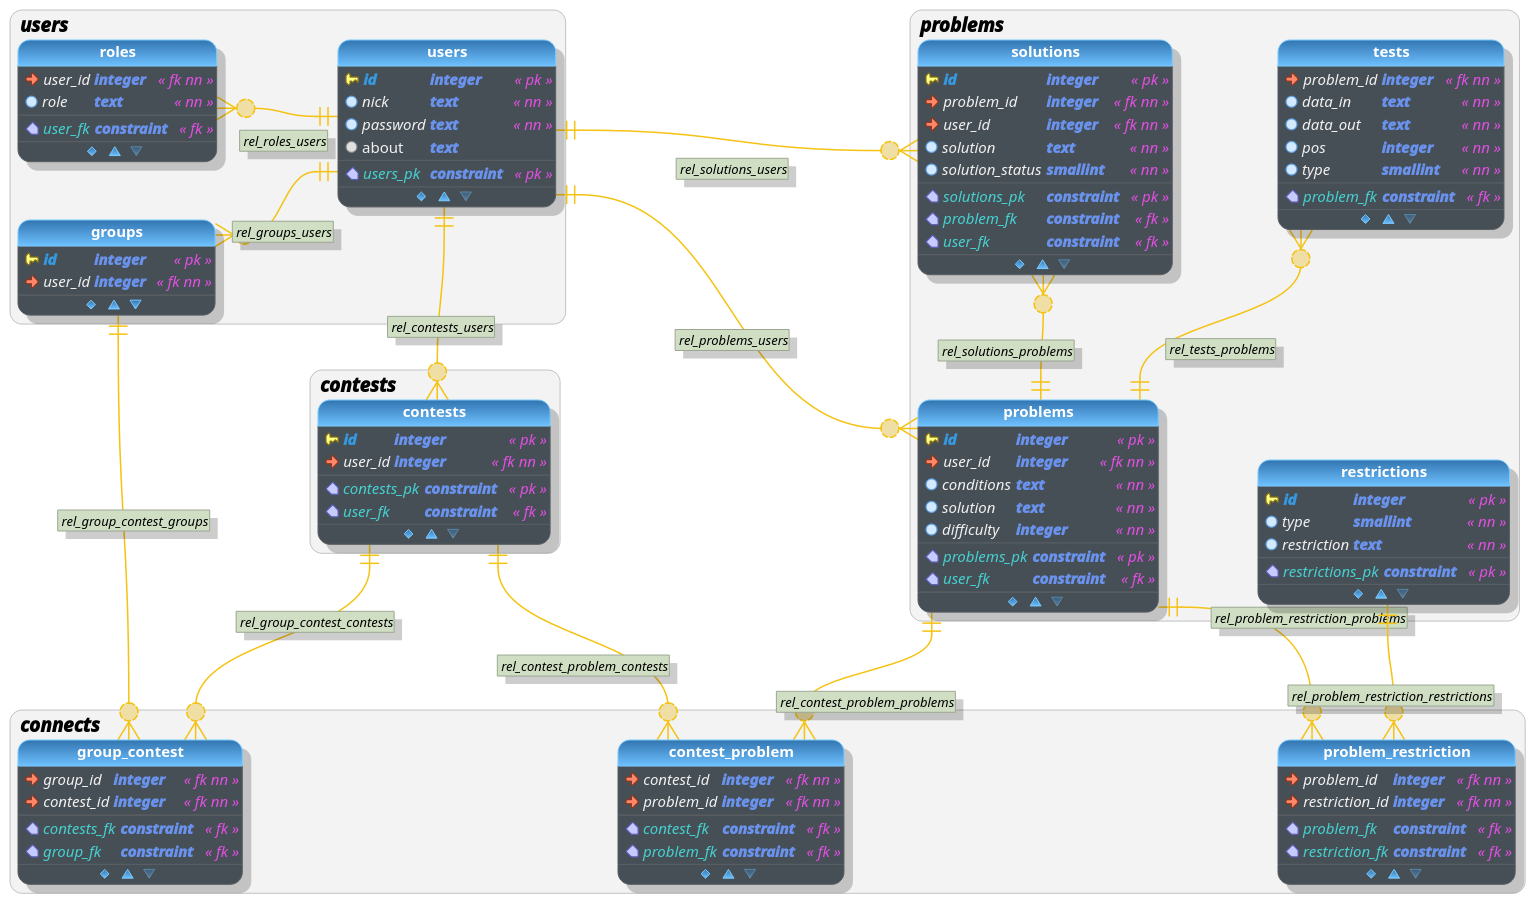 users
roles
user_id integer « fk nn »
role text « nn »
user_fk constraint « fk »
users
id integer « pk »
nick text « nn »
password text « nn »
about text
users_pk constraint « pk »
rel_roles_users
groups
id integer « pk »
user_id integer « fk nn »
rel_groups_users
problems
solutions
id integer « pk »
problem_id integer « fk nn »
user_id integer « fk nn »
solution text « nn »
solution_status smallint « nn »
solutions_pk constraint « pk »
problem_fk constraint « fk »
user_fk constraint « fk »
tests
problem_id integer « fk nn »
data_in text « nn »
data_out text « nn »
pos integer « nn »
type smallint « nn »
problem_fk constraint « fk »
rel_solutions_users
rel_contests_users
rel_problems_users
rel_solutions_problems
rel_tests_problems
contests
contests
id integer « pk »
user_id integer « fk nn »
contests_pk constraint « pk »
user_fk constraint « fk »
problems
id integer « pk »
user_id integer « fk nn »
conditions text « nn »
solution text « nn »
difficulty integer « nn »
problems_pk constraint « pk »
user_fk constraint « fk »
restrictions
id integer « pk »
type smallint « nn »
restriction text « nn »
restrictions_pk constraint « pk »
rel_group_contest_groups
rel_group_contest_contests
rel_problem_restriction_problems
rel_contest_problem_contests
rel_contest_problem_problems
rel_problem_restriction_restrictions
connects
group_contest
group_id integer « fk nn »
contest_id integer « fk nn »
contests_fk constraint « fk »
group_fk constraint « fk »
contest_problem
contest_id integer « fk nn »
problem_id integer « fk nn »
contest_fk constraint « fk »
problem_fk constraint « fk »
problem_restriction
problem_id integer « fk nn »
restriction_id integer « fk nn »
problem_fk constraint « fk »
restriction_fk constraint « fk »